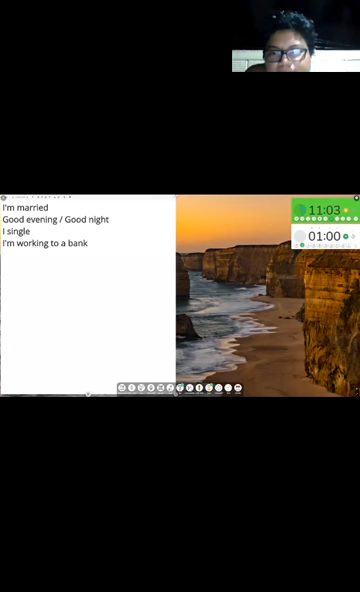 I'm married
Good evening / Good night
I single
I'm working to a bank
11:03
01:00